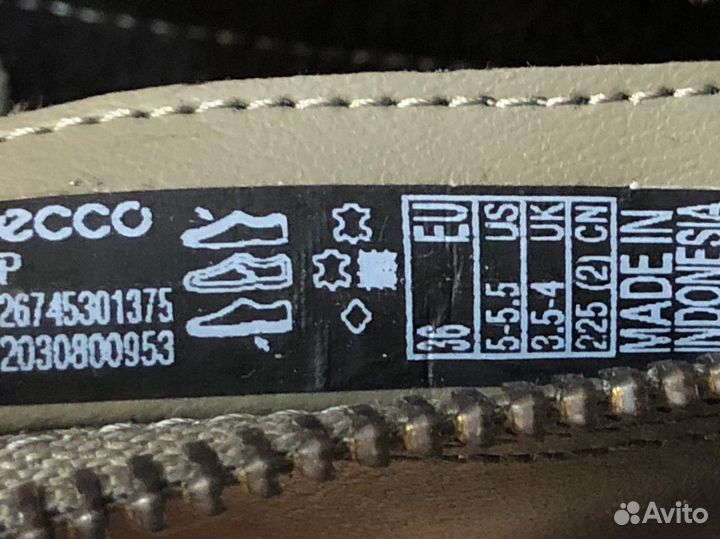 ecco
P
26745301375
2030800953
EU 36
US 5-5.5
UK 3.5-4
CN 225 (2)
MADE IN
INDONESIA
Avito